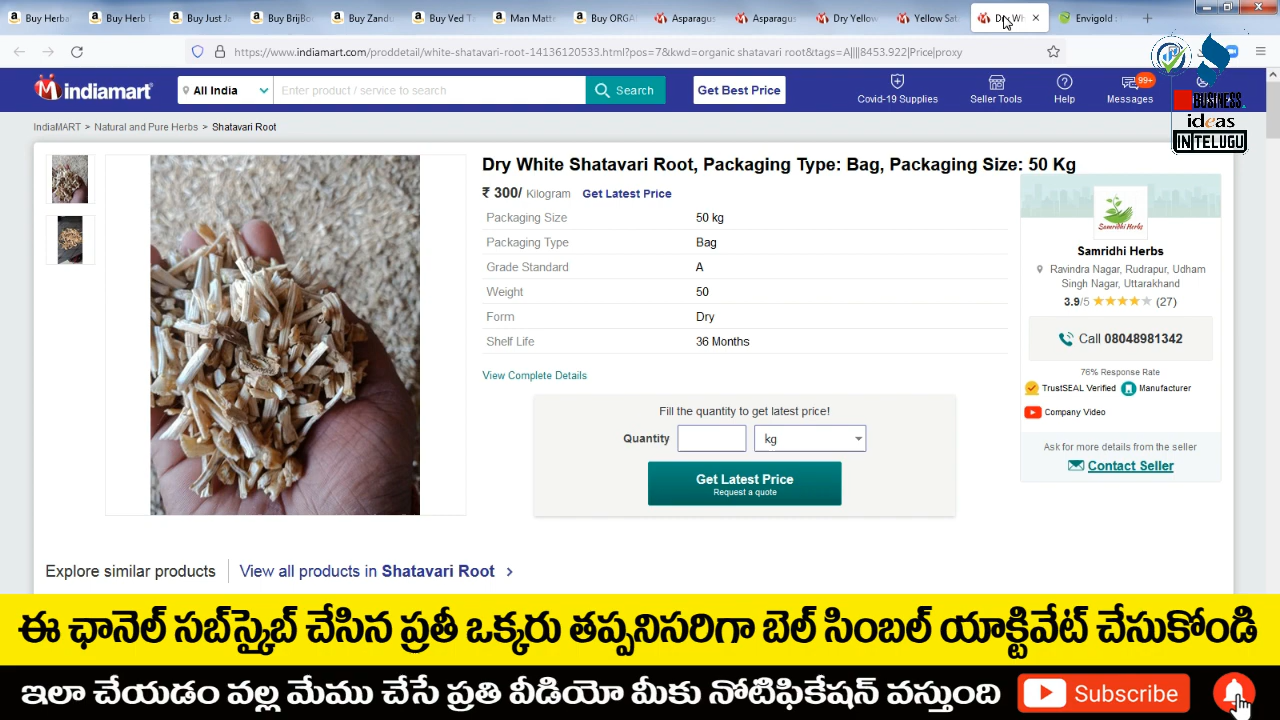 Buy Herba
Buy Herb
Buy Just Ja
Buy BrijBo
Buy Zandu
Buy Ved T
Man Matte
Buy ORGA
Asparagus
Asparagus
Dry Yellow
Yellow Sat
Dry Wh
Envigold
https://www.indiamart.com/proddetail/white-shatavari-root-14136120533.html?pos=7&kwd=organic shatavari root&tags=A||||8453.922|Price|proxy
indiamart
All India
Enter product / service to search
Search
Get Best Price
Covid-19 Supplies
Seller Tools
Help
99+
Messages
BUSINESS
ideas
IN TELUGU
IndiaMART > Natural and Pure Herbs > Shatavari Root
Dry White Shatavari Root, Packaging Type: Bag, Packaging Size: 50 Kg
₹ 300/ Kilogram Get Latest Price
Packaging Size 50 kg
Packaging Type Bag
Grade Standard A
Weight 50
Form Dry
Shelf Life 36 Months
View Complete Details
Fill the quantity to get latest price!
Quantity kg
Get Latest Price
Request a quote
Samridhi Herbs
Samridhi Herbs
Ravindra Nagar, Rudrapur, Udham
Singh Nagar, Uttarakhand
3.9/5 (27)
Call 08048981342
76% Response Rate
TrustSEAL Verified Manufacturer
Company Video
Ask for more details from the seller
Contact Seller
Explore similar products View all products in Shatavari Root >
ఈ ఛానెల్ సబ్‌స్క్రైబ్ చేసిన ప్రతీ ఒక్కరు తప్పనిసరిగా బెల్ సింబల్ యాక్టివేట్ చేసుకోండి
ఇలా చేయడం వల్ల మేము చేసే ప్రతి వీడియో మీకు నోటిఫికేషన్ వస్తుంది
Subscribe